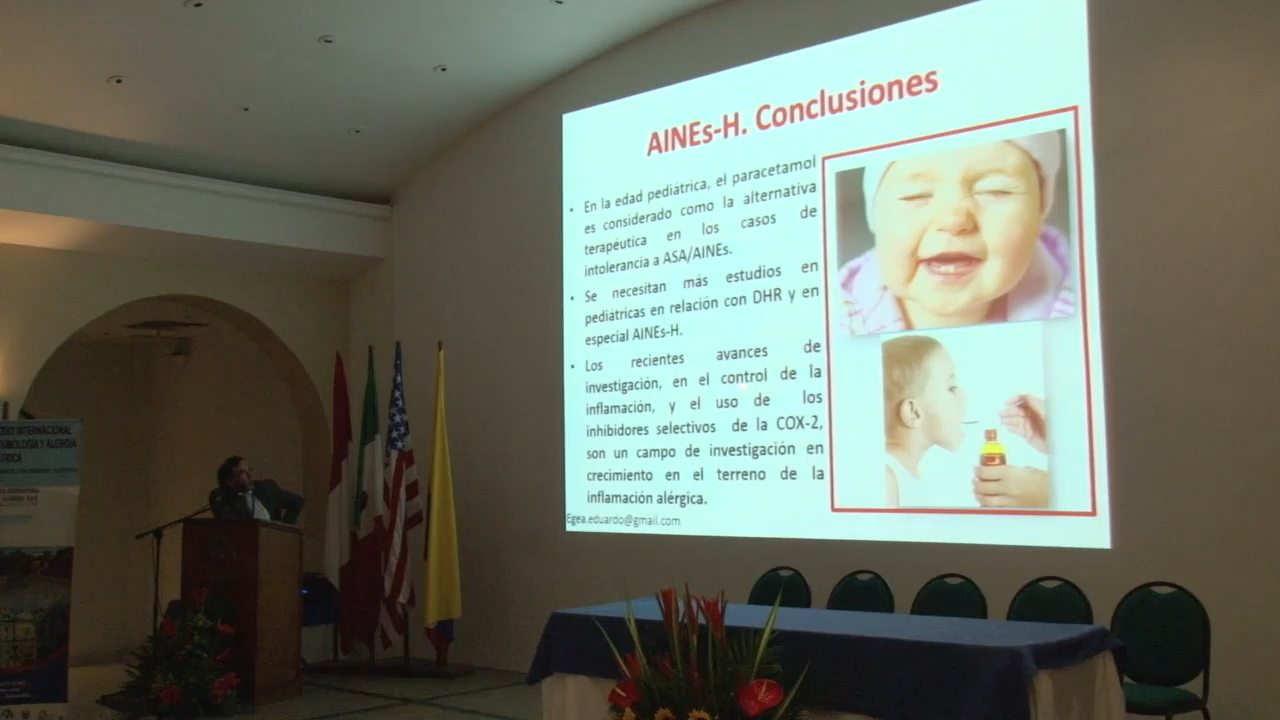 AINEs-H. Conclusiones
• En la edad pediátrica, el paracetamol
es considerado como la alternativa
terapéutica en los casos de
intolerancia a ASA/AINEs.
• Se necesitan más estudios en
pediátricas en relación con DHR y en
especial AINEs-H.
• Los recientes avances de
investigación, en el control de la
inflamación, y el uso de los
inhibidores selectivos de la COX-2,
son un campo de investigación en
crecimiento en el terreno de la
inflamación alérgica.
Egea.eduardo@gmail.com
OSIO INTERNACIONAL
Y ALERGIA
TRICA